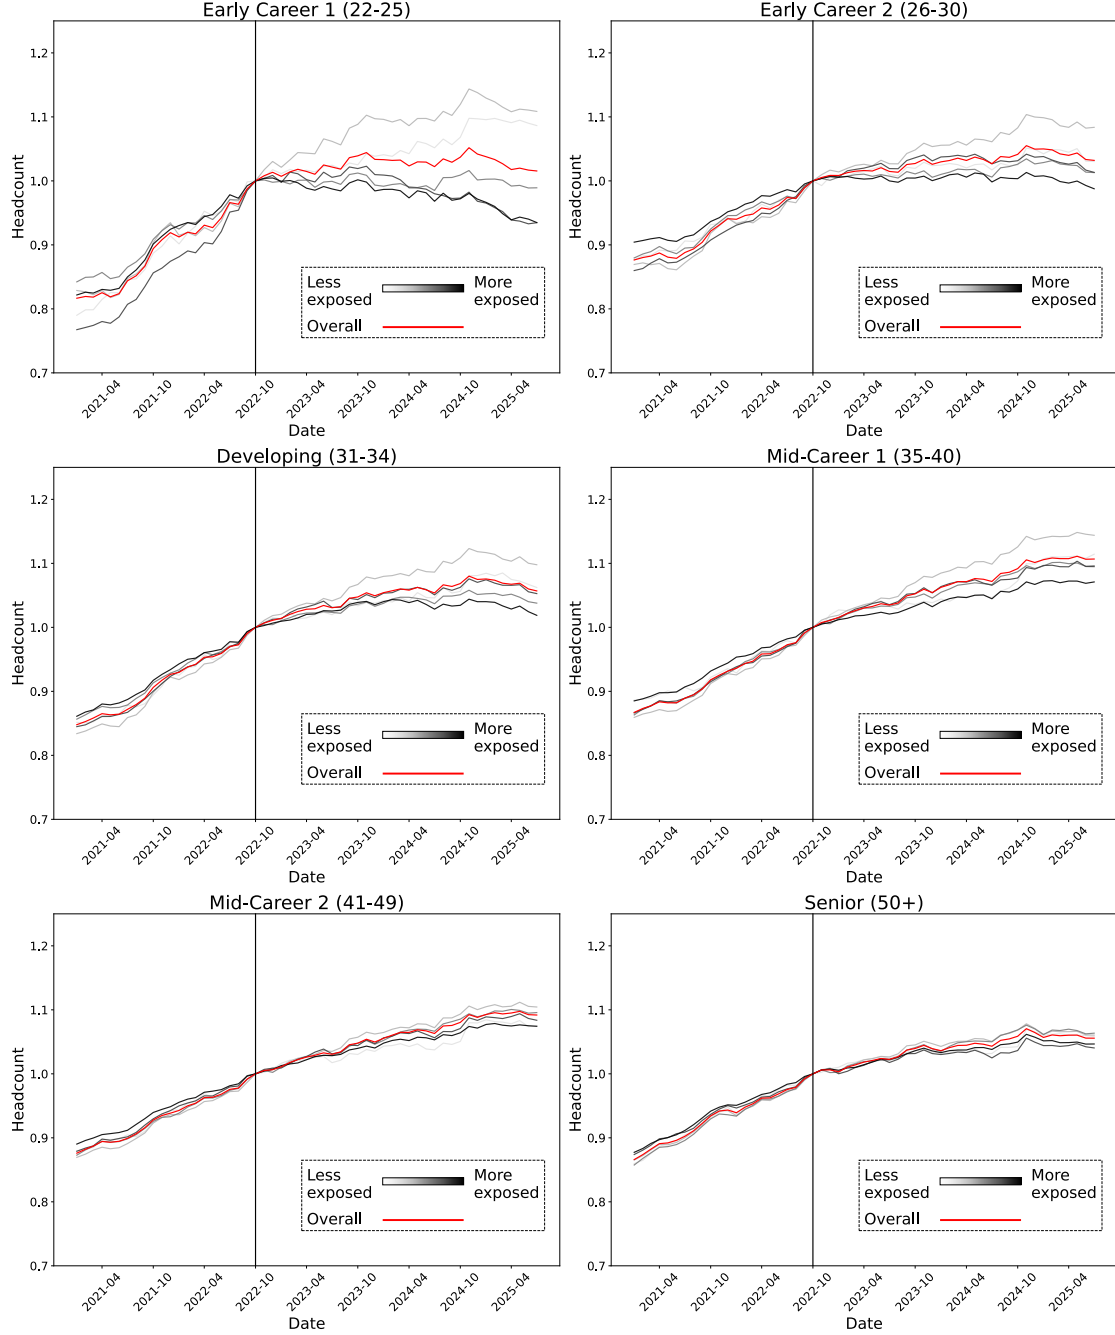 Early Career 1 (22-25)
Headcount
1.2
1.1
1.0
0.9
0.8
0.7
Less exposed
More exposed
Overall
2021-04
2021-10
2022-04
2022-10
2023-04
2023-10
2024-04
2024-10
2025-04
Date
Early Career 2 (26-30)
Headcount
1.2
1.1
1.0
0.9
0.8
0.7
Less exposed
More exposed
Overall
2021-04
2021-10
2022-04
2022-10
2023-04
2023-10
2024-04
2024-10
2025-04
Date
Developing (31-34)
Headcount
1.2
1.1
1.0
0.9
0.8
0.7
Less exposed
More exposed
Overall
2021-04
2021-10
2022-04
2022-10
2023-04
2023-10
2024-04
2024-10
2025-04
Date
Mid-Career 1 (35-40)
Headcount
1.2
1.1
1.0
0.9
0.8
0.7
Less exposed
More exposed
Overall
2021-04
2021-10
2022-04
2022-10
2023-04
2023-10
2024-04
2024-10
2025-04
Date
Mid-Career 2 (41-49)
Headcount
1.2
1.1
1.0
0.9
0.8
0.7
Less exposed
More exposed
Overall
2021-04
2021-10
2022-04
2022-10
2023-04
2023-10
2024-04
2024-10
2025-04
Date
Senior (50+)
Headcount
1.2
1.1
1.0
0.9
0.8
0.7
Less exposed
More exposed
Overall
2021-04
2021-10
2022-04
2022-10
2023-04
2023-10
2024-04
2024-10
2025-04
Date